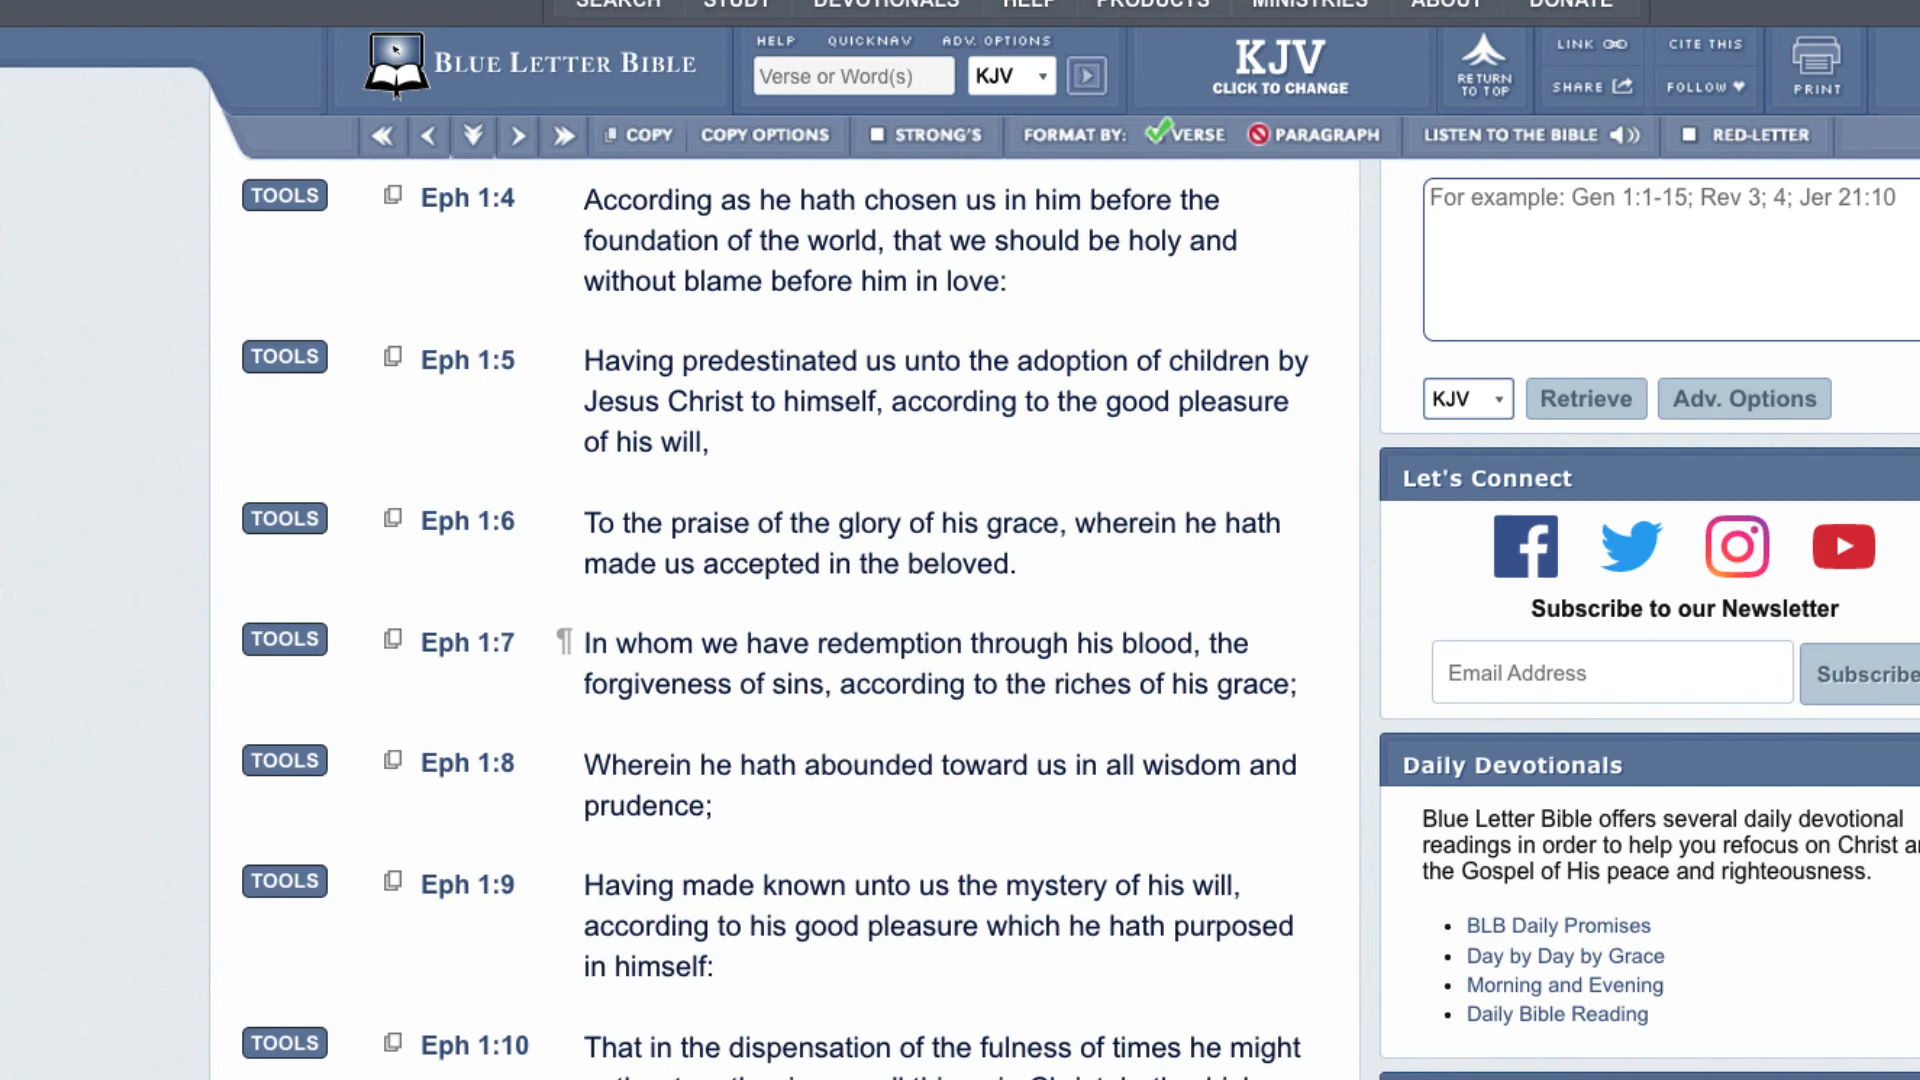 SEARCH STUDY DEVOTIONALS HELP PRODUCTS MINISTRIES ABOUT DONATE
BLUE LETTER BIBLE
HELP QUICKNAV ADV. OPTIONS
Verse or Word(s) KJV
KJV
CLICK TO CHANGE
RETURN
TO TOP
LINK
SHARE
CITE THIS
FOLLOW
PRINT
COPY COPY OPTIONS STRONG'S FORMAT BY: VERSE PARAGRAPH LISTEN TO THE BIBLE RED-LETTER
TOOLS Eph 1:4 According as he hath chosen us in him before the
foundation of the world, that we should be holy and
without blame before him in love:
TOOLS Eph 1:5 Having predestinated us unto the adoption of children by
Jesus Christ to himself, according to the good pleasure
of his will,
TOOLS Eph 1:6 To the praise of the glory of his grace, wherein he hath
made us accepted in the beloved.
TOOLS Eph 1:7 ¶ In whom we have redemption through his blood, the
forgiveness of sins, according to the riches of his grace;
TOOLS Eph 1:8 Wherein he hath abounded toward us in all wisdom and
prudence;
TOOLS Eph 1:9 Having made known unto us the mystery of his will,
according to his good pleasure which he hath purposed
in himself:
TOOLS Eph 1:10 That in the dispensation of the fulness of times he might
For example: Gen 1:1-15; Rev 3; 4; Jer 21:10
KJV Retrieve Adv. Options
Let's Connect
Subscribe to our Newsletter
Email Address Subscribe
Daily Devotionals
Blue Letter Bible offers several daily devotional
readings in order to help you refocus on Christ
the Gospel of His peace and righteousness.
• BLB Daily Promises
• Day by Day by Grace
• Morning and Evening
• Daily Bible Reading